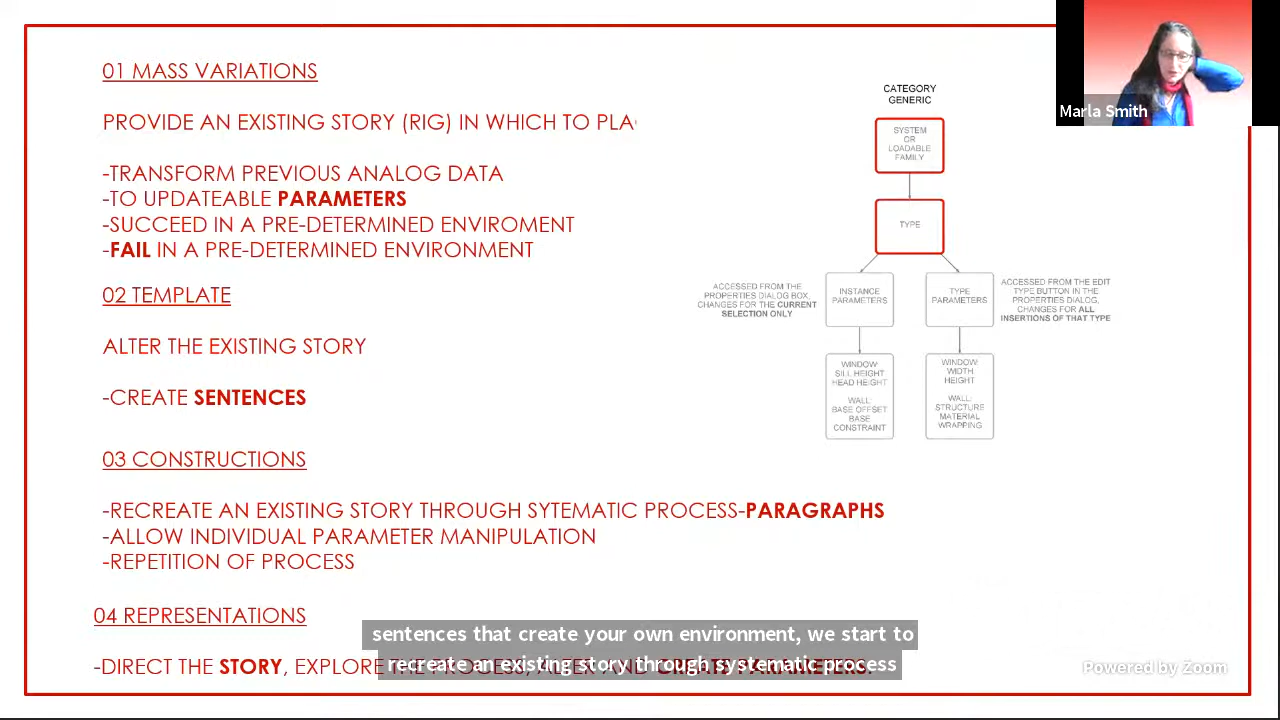 01 MASS VARIATIONS
PROVIDE AN EXISTING STORY (RIG) IN WHICH TO
-TRANSFORM PREVIOUS ANALOG DATA
-TO UPDATEABLE PARAMETERS
-SUCCEED IN A PRE-DETERMINED ENVIROMENT
-FAIL IN A PRE-DETERMINED ENVIRONMENT
02 TEMPLATE
ALTER THE EXISTING STORY
-CREATE SENTENCES
03 CONSTRUCTIONS
-RECREATE AN EXISTING STORY THROUGH SYTEMATIC PROCESS-PARAGRAPHS
-ALLOW INDIVIDUAL PARAMETER MANIPULATION
-REPETITION OF PROCESS
04 REPRESENTATIONS
-DIRECT THE STORY, EXPLORE THE PROCESS, ALTER AND CREATE PARAMETERS.
CATEGORY
GENERIC
SYSTEM
OR
LOADABLE
FAMILY
TYPE
ACCESSED FROM THE
PROPERTIES DIALOG BOX,
CHANGES FOR THE CURRENT
SELECTION ONLY
INSTANCE
PARAMETERS
TYPE
PARAMETERS
ACCESSED FROM THE EDIT
TYPE BUTTON IN THE
PROPERTIES DIALOG,
CHANGES FOR ALL
INSERTIONS OF THAT TYPE
WINDOW:
SILL HEIGHT
HEAD HEIGHT
WALL:
BASE OFFSET
BASE
CONSTRAINT
WINDOW:
WIDTH
HEIGHT
WALL:
STRUCTURE
MATERIAL
WRAPPING
Marla Smith
sentences that create your own environment, we start to
recreate an existing story through systematic process
Powered by Zoom